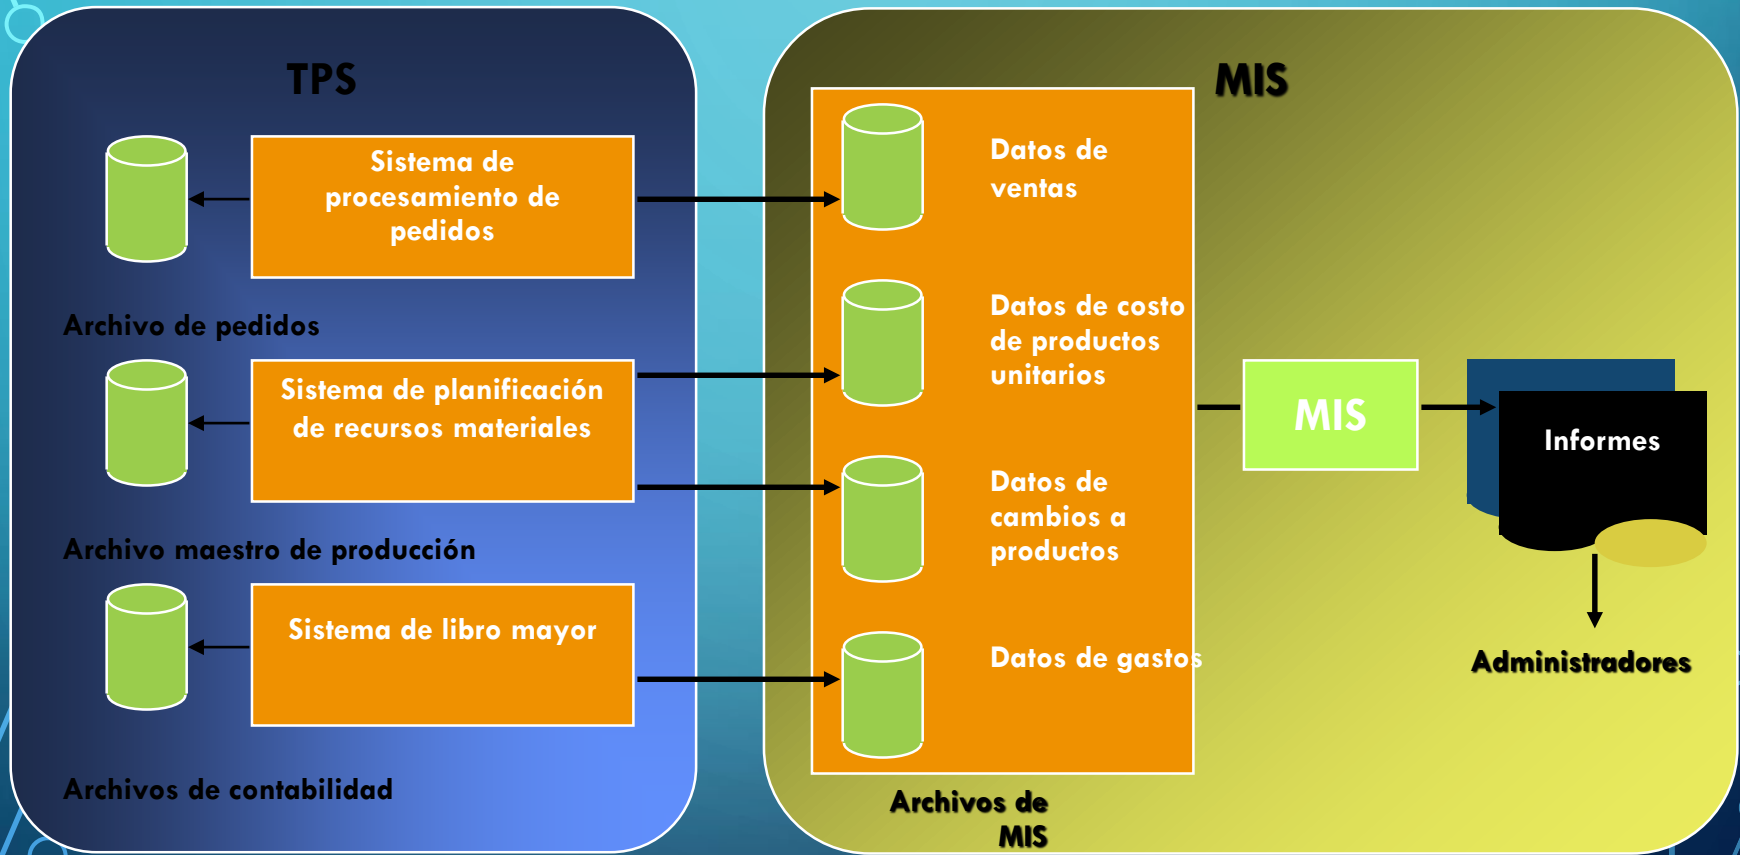 TPS
Sistema de
procesamiento de
pedidos
Archivo de pedidos
Sistema de planificación
de recursos materiales
Archivo maestro de producción
Sistema de libro mayor
Archivos de contabilidad
MIS
Datos de
ventas
Datos de costo
de productos
unitarios
Datos de
cambios a
productos
Datos de gastos
Archivos de
MIS
MIS
Informes
Administradores